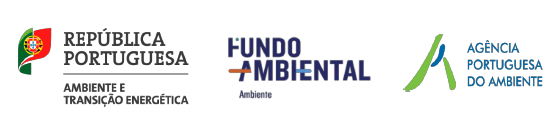 REPÚBLICA
PORTUGUESA
AMBIENTE E
TRANSIÇÃO ENERGÉTICA
FUNDO
AMBIENTAL
Ambiente
AGÊNCIA
PORTUGUESA
DO AMBIENTE